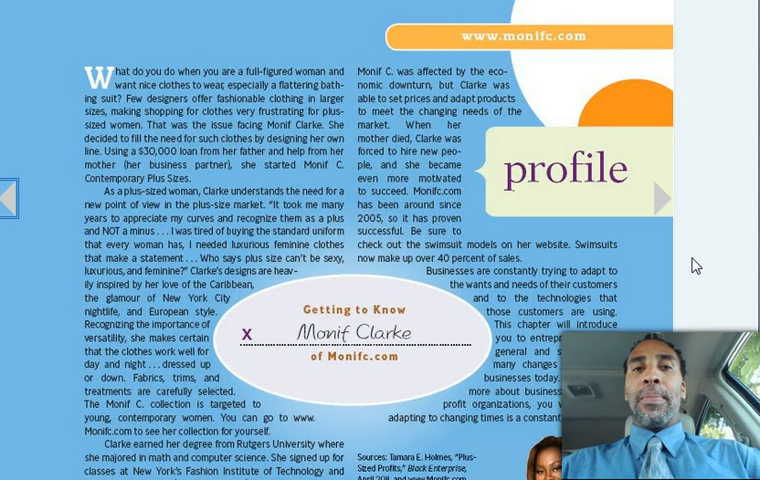 www.monifc.com
What do you do when you are a full-figured woman and
want nice clothes to wear, especially a flattering bath-
ing suit? Few designers offer fashionable clothing in larger
sizes, making shopping for clothes very frustrating for plus-
sized women. That was the issue facing Monif Clarke. She
decided to fill the need for such clothes by designing her own
line. Using a $30,000 loan from her father and help from her
mother (her business partner), she started Monif C.
Contemporary Plus Sizes.
As a plus-sized woman, Clarke understands the need for a
new point of view in the plus-size market. “It took me many
years to appreciate my curves and recognize them as a plus
and NOT a minus . . . I was tired of buying the standard uniform
that every woman has, I needed luxurious feminine clothes
that make a statement . . . Who says plus size can’t be sexy,
luxurious, and feminine?” Clarke’s designs are heav-
ily inspired by her love of the Caribbean,
the glamour of New York City
nightlife, and European style.
Recognizing the importance of
versatility, she makes certain
that the clothes work well for
day and night . . . dressed up
or down. Fabrics, trims, and
treatments are carefully selected.
The Monif C. collection is targeted to
young, contemporary women. You can go to www.
Monifc.com to see her collection for yourself.
Clarke earned her degree from Rutgers University where
she majored in math and computer science. She signed up for
classes at New York’s Fashion Institute of Technology and
Monif C. was affected by the eco-
nomic downturn, but Clarke was
able to set prices and adapt products
to meet the changing needs of the
market. When her
mother died, Clarke was
forced to hire new peo-
ple, and she became
even more motivated
to succeed. Monifc.com
has been around since
2005, so it has proven
successful. Be sure to
check out the swimsuit models on her website. Swimsuits
now make up over 40 percent of sales.
Businesses are constantly trying to adapt to
the wants and needs of their customers
and to the technologies that
those customers are using.
This chapter will introduce
you to
general and
many changes
businesses today.
more about
profit organizations, you
adapting to changing times is a
profile
Getting to Know
X Monif Clarke
of Monifc.com
Sources: Tamara E. Holmes, “Plus-
Sized Profits,” Black Enterprise,
April 2011, and www.Monifc.com